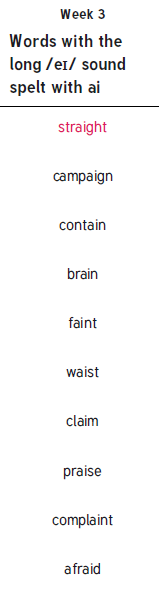 Week 3
Words with the
long /eɪ/ sound
spelt with ai
straight
campaign
contain
brain
faint
waist
claim
praise
complaint
afraid